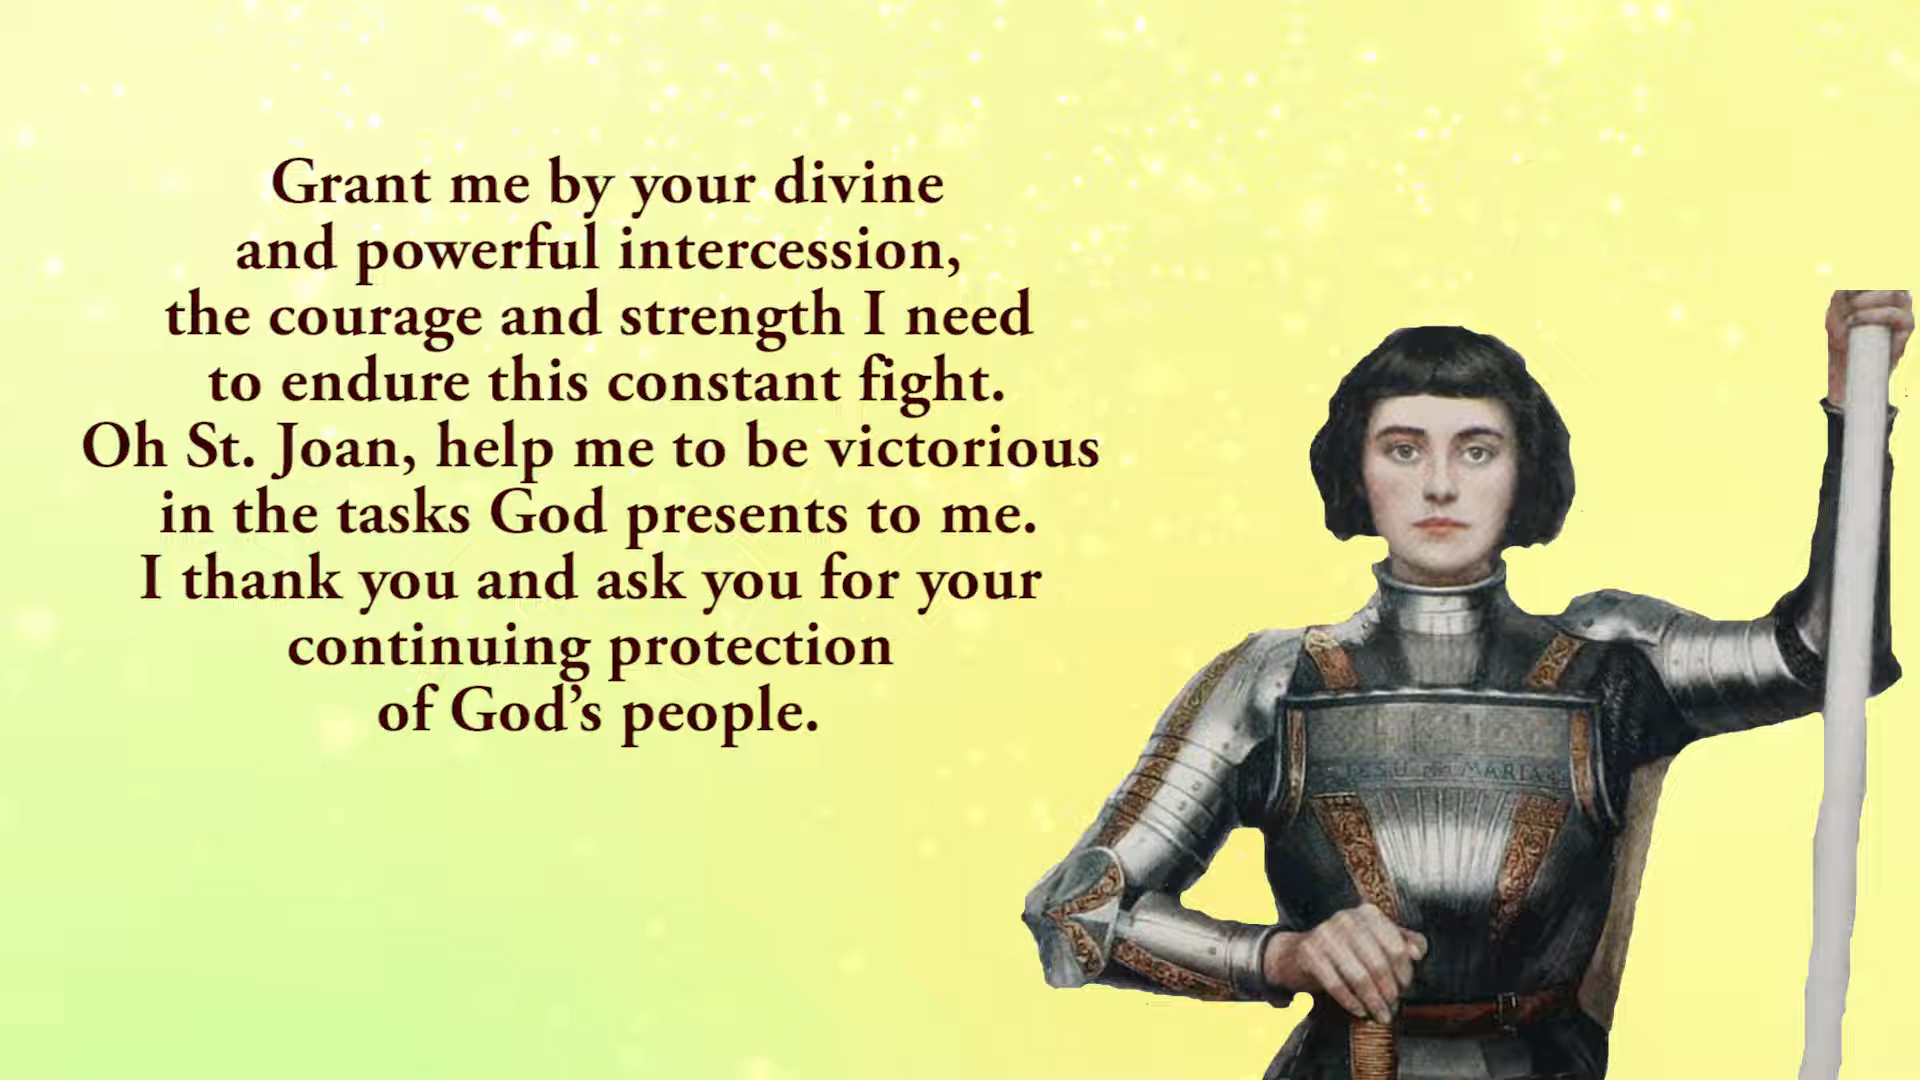 Grant me by your divine
and powerful intercession,
the courage and strength I need
to endure this constant fight.
Oh St. Joan, help me to be victorious
in the tasks God presents to me.
I thank you and ask you for your
continuing protection
of God’s people.
JESU MARIA